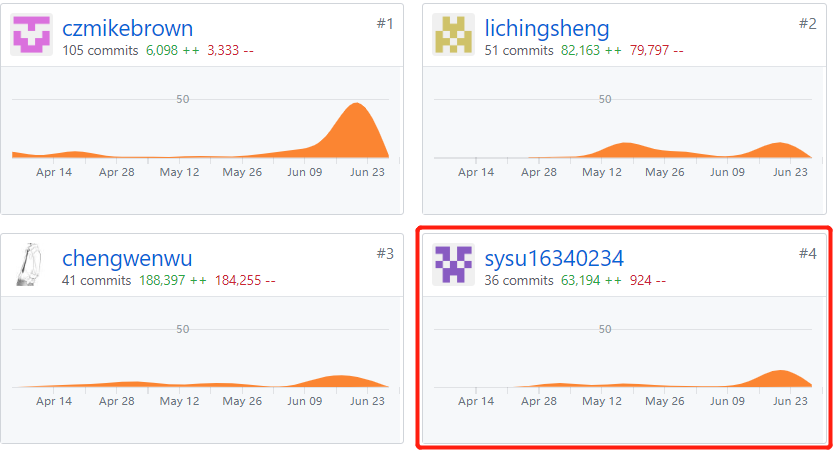 czmikebrown #1
105 commits 6,098 ++ 3,333 --
50
Apr 14 Apr 28 May 12 May 26 Jun 09 Jun 23
lichingsheng #2
51 commits 82,163 ++ 79,797 --
50
Apr 14 Apr 28 May 12 May 26 Jun 09 Jun 23
chengwenwu #3
41 commits 188,397 ++ 184,255 --
50
Apr 14 Apr 28 May 12 May 26 Jun 09 Jun 23
sysu16340234 #4
36 commits 63,194 ++ 924 --
50
Apr 14 Apr 28 May 12 May 26 Jun 09 Jun 23